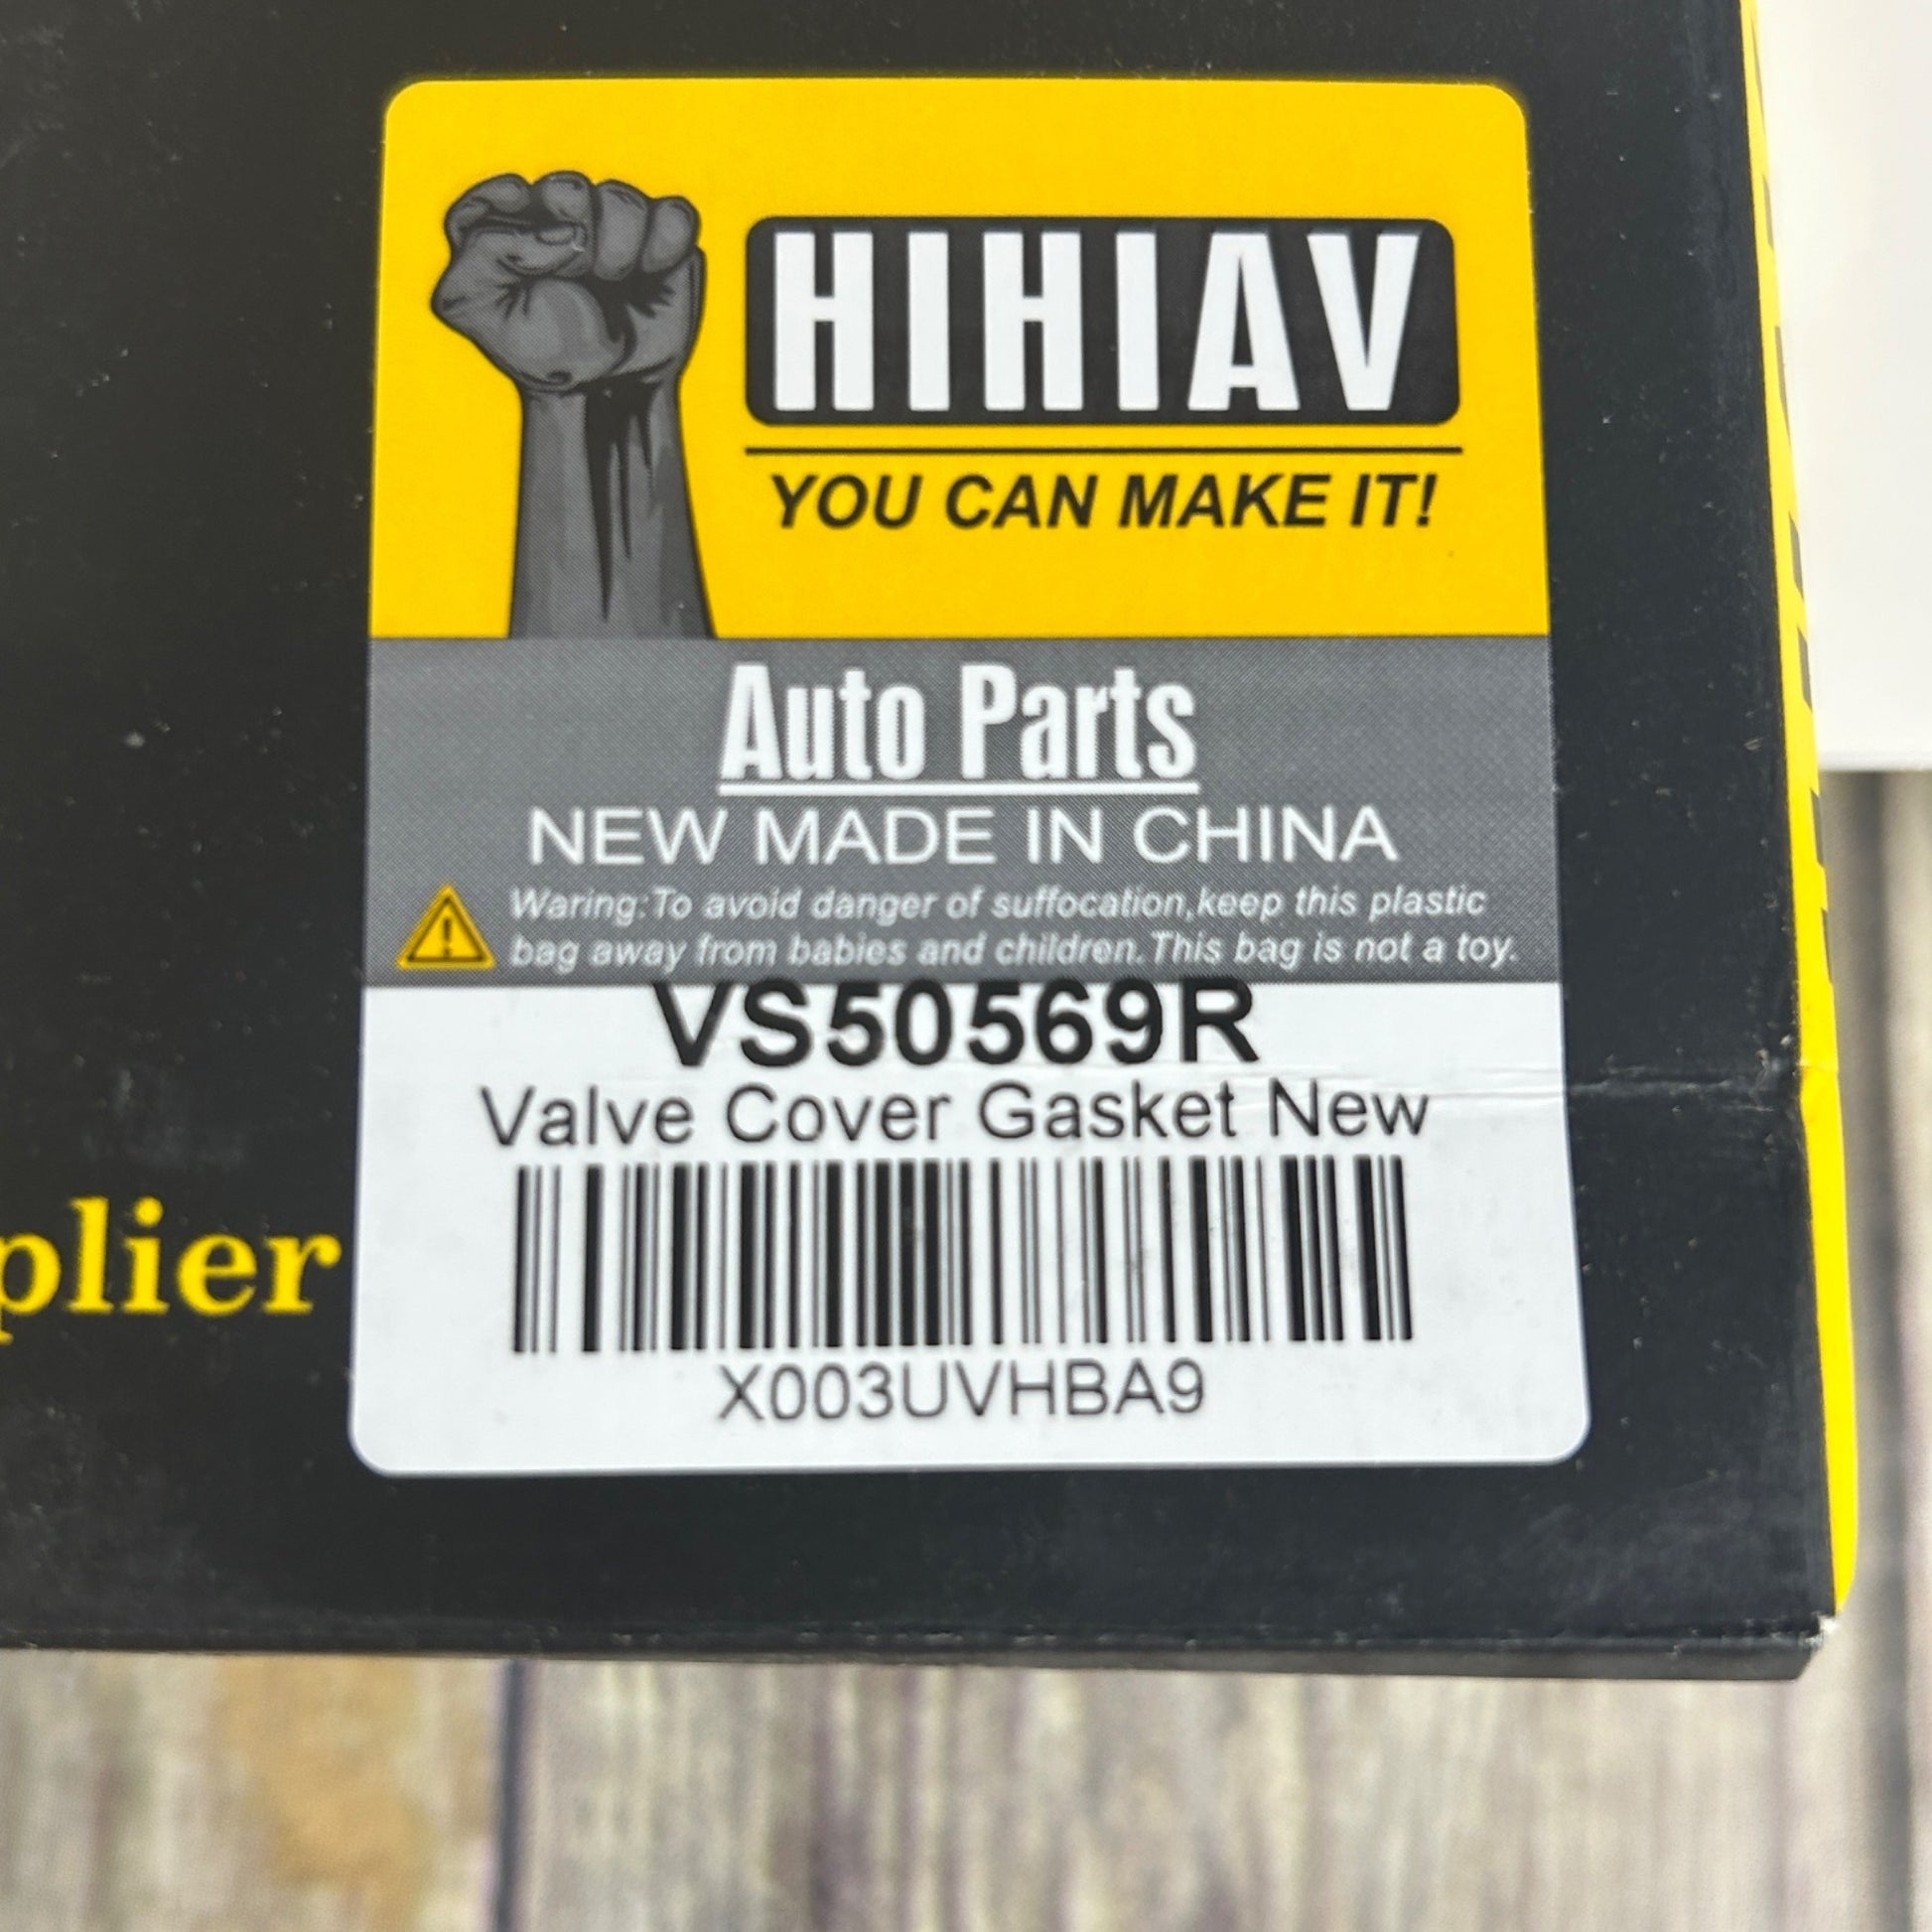 HIHIAV
YOU CAN MAKE IT!
Auto Parts
NEW MADE IN CHINA
Waring:To avoid danger of suffocation,keep this plastic
bag away from babies and children.This bag is not a toy.
VS50569R
Valve Cover Gasket New
plier
X003UVHBA9